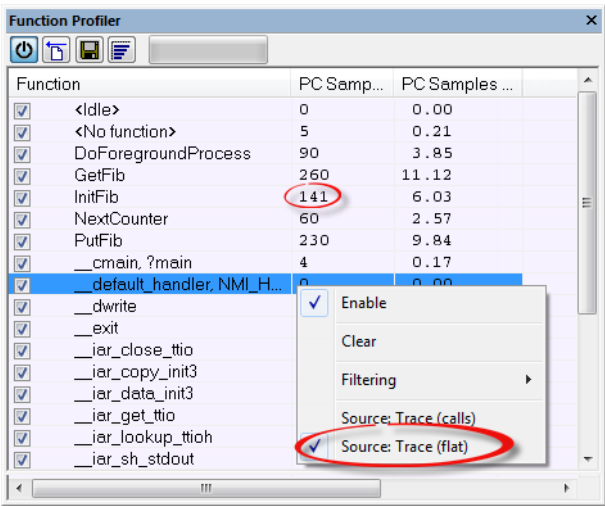 Function Profiler
Function PC Samp... PC Samples ...
<Idle> 0 0.00
<No function> 5 0.21
DoForegroundProcess 90 3.85
GetFib 260 11.12
InitFib 141 6.03
NextCounter 60 2.57
PutFib 230 9.84
__cmain, ?main 4 0.17
__default_handler, NMI_H... 0 0.00
__dwrite
Enable
__exit
__iar_close_ttio
Clear
__iar_copy_init3
Filtering
__iar_data_init3
__iar_get_ttio
Source: Trace (calls)
__iar_lookup_ttioh
Source: Trace (flat)
__iar_sh_stdout